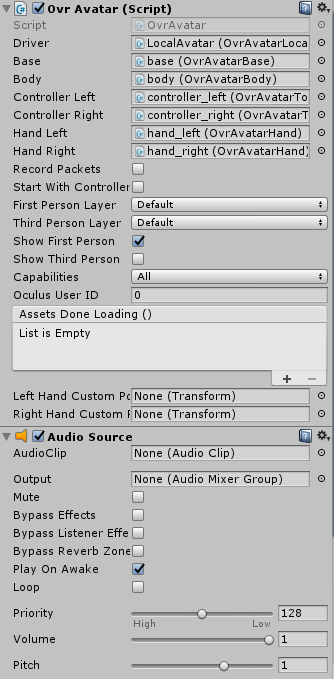 Ovr Avatar (Script)
Script OvrAvatar
Driver LocalAvatar (OvrAvatarLoca
Base base (OvrAvatarBase)
Body body (OvrAvatarBody)
Controller Left controller_left (OvrAvatarTo
Controller Right controller_right (OvrAvatarT
Hand Left hand_left (OvrAvatarHand)
Hand Right hand_right (OvrAvatarHand)
Record Packets
Start With Controller
First Person Layer Default
Third Person Layer Default
Show First Person
Show Third Person
Capabilities All
Oculus User ID 0
Assets Done Loading ()
List is Empty
+ −
Left Hand Custom Po None (Transform)
Right Hand Custom P None (Transform)
Audio Source
AudioClip None (Audio Clip)
Output None (Audio Mixer Group)
Mute
Bypass Effects
Bypass Listener Effe
Bypass Reverb Zone
Play On Awake
Loop
Priority 128
High Low
Volume 1
Pitch 1